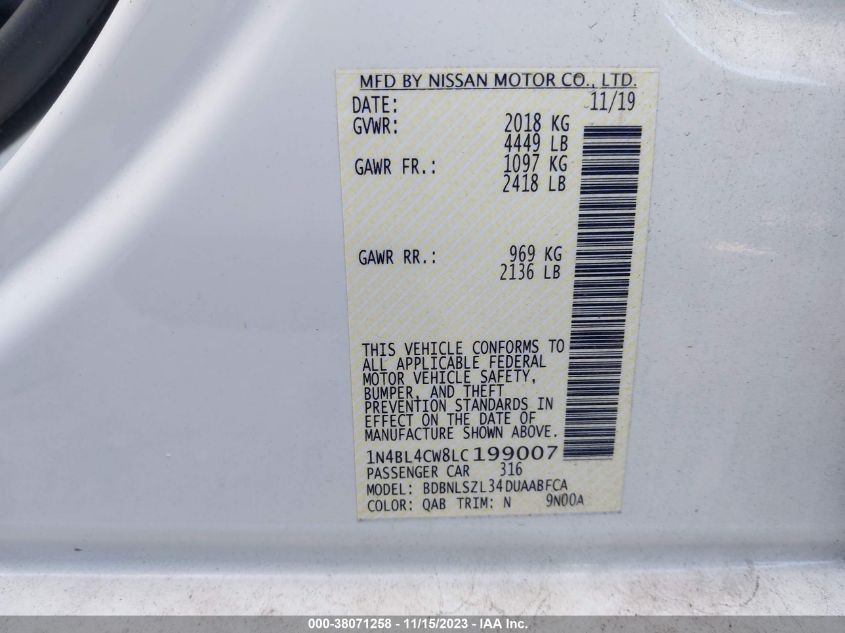 MFD BY NISSAN MOTOR CO., LTD.
DATE: 11/19
GVWR: 2018 KG
4449 LB
GAWR FR.: 1097 KG
2418 LB
GAWR RR.: 969 KG
2136 LB
THIS VEHICLE CONFORMS TO
ALL APPLICABLE FEDERAL
MOTOR VEHICLE SAFETY,
BUMPER, AND THEFT
PREVENTION STANDARDS IN
EFFECT ON THE DATE OF
MANUFACTURE SHOWN ABOVE.
1N4BL4CW8LC199007
PASSENGER CAR 316
MODEL: BDBNLSZL34DUAABFCA
COLOR: QAB TRIM: N 9N00A
000-38071258 - 11/15/2023 - IAA Inc.